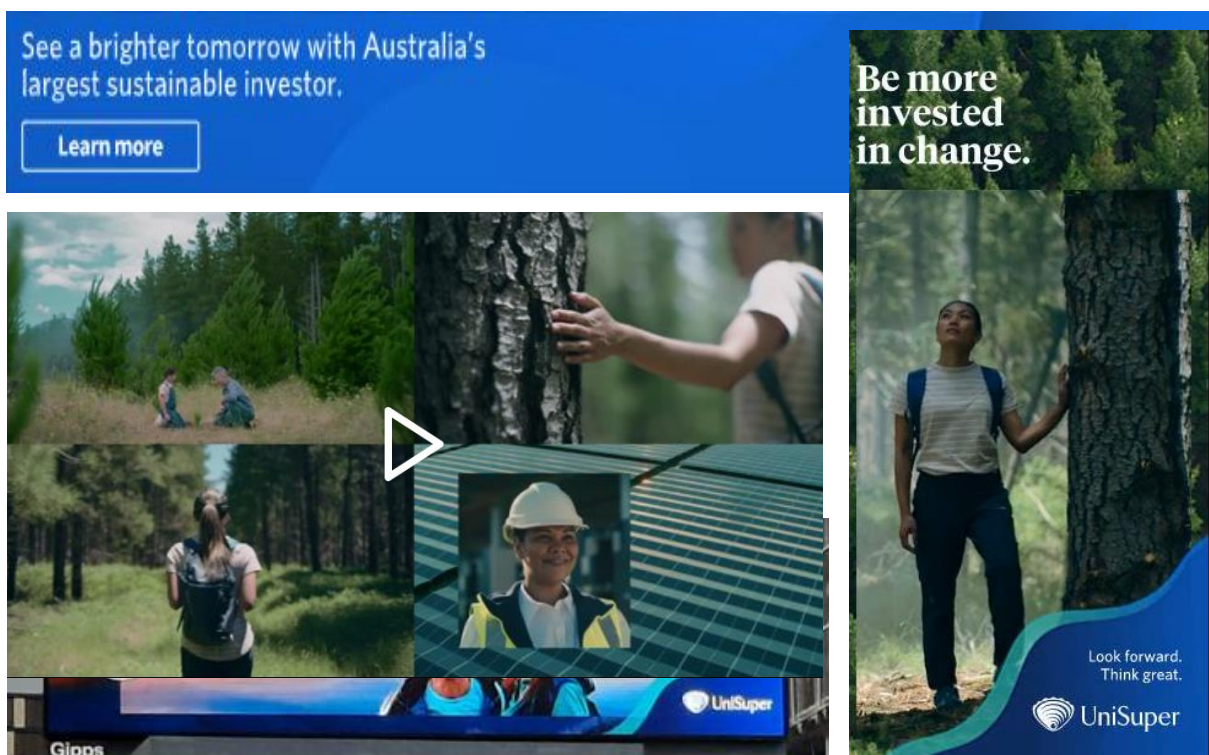 See a brighter tomorrow with Australia's
largest sustainable investor.
Learn more
Be more
invested
in change.
Look forward.
Think great.
UniSuper
UniSuper
Gipps